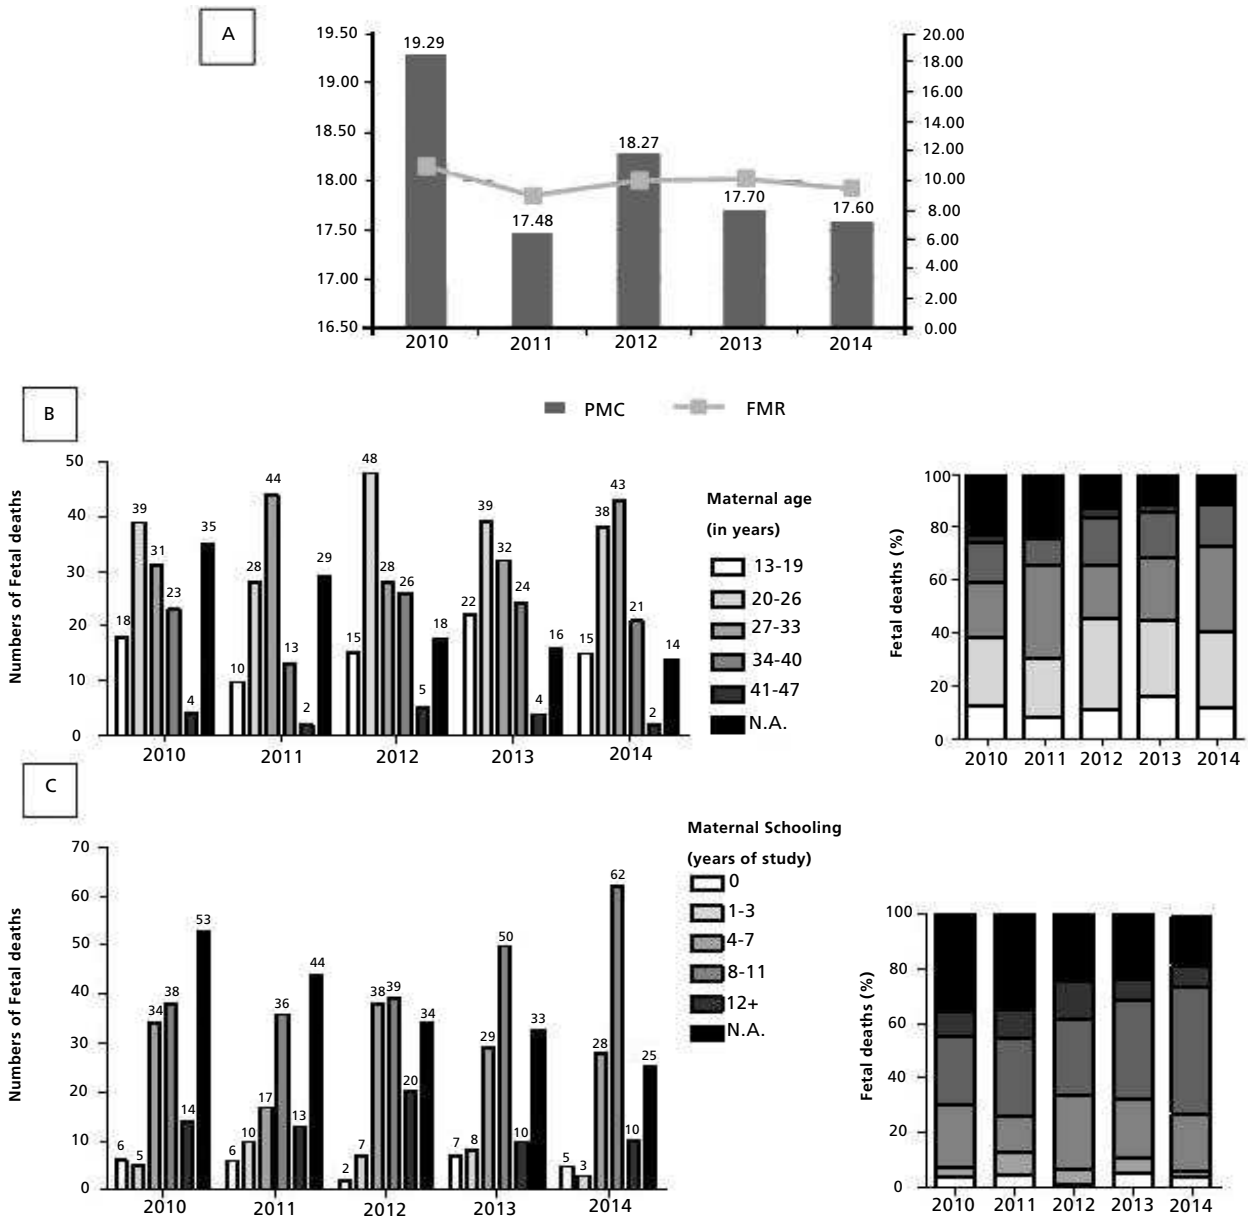 A
19.50
19.00
18.50
18.00
17.50
17.00
16.50
20.00
18.00
16.00
14.00
12.00
10.00
8.00
6.00
4.00
2.00
0.00
19.29
17.48
18.27
17.70
17.60
2010 2011 2012 2013 2014
PMC FMR
B
Numbers of Fetal deaths
50
40
30
20
10
0
18 39 31 23 4 35
10 28 44 13 2 29
15 48 28 26 5 18
22 39 32 24 4 16
15 38 43 21 2 14
2010 2011 2012 2013 2014
Maternal age
(in years)
13-19
20-26
27-33
34-40
41-47
N.A.
Fetal deaths (%)
100
80
60
40
20
0
2010 2011 2012 2013 2014
C
Numbers of Fetal deaths
70
60
50
40
30
20
10
0
6 5 34 38 14 53
6 10 17 36 13 44
2 7 38 39 20 34
7 8 29 50 10 33
5 3 28 62 10 25
2010 2011 2012 2013 2014
Maternal Schooling
(years of study)
0
1-3
4-7
8-11
12+
N.A.
Fetal deaths (%)
100
80
60
40
20
0
2010 2011 2012 2013 2014